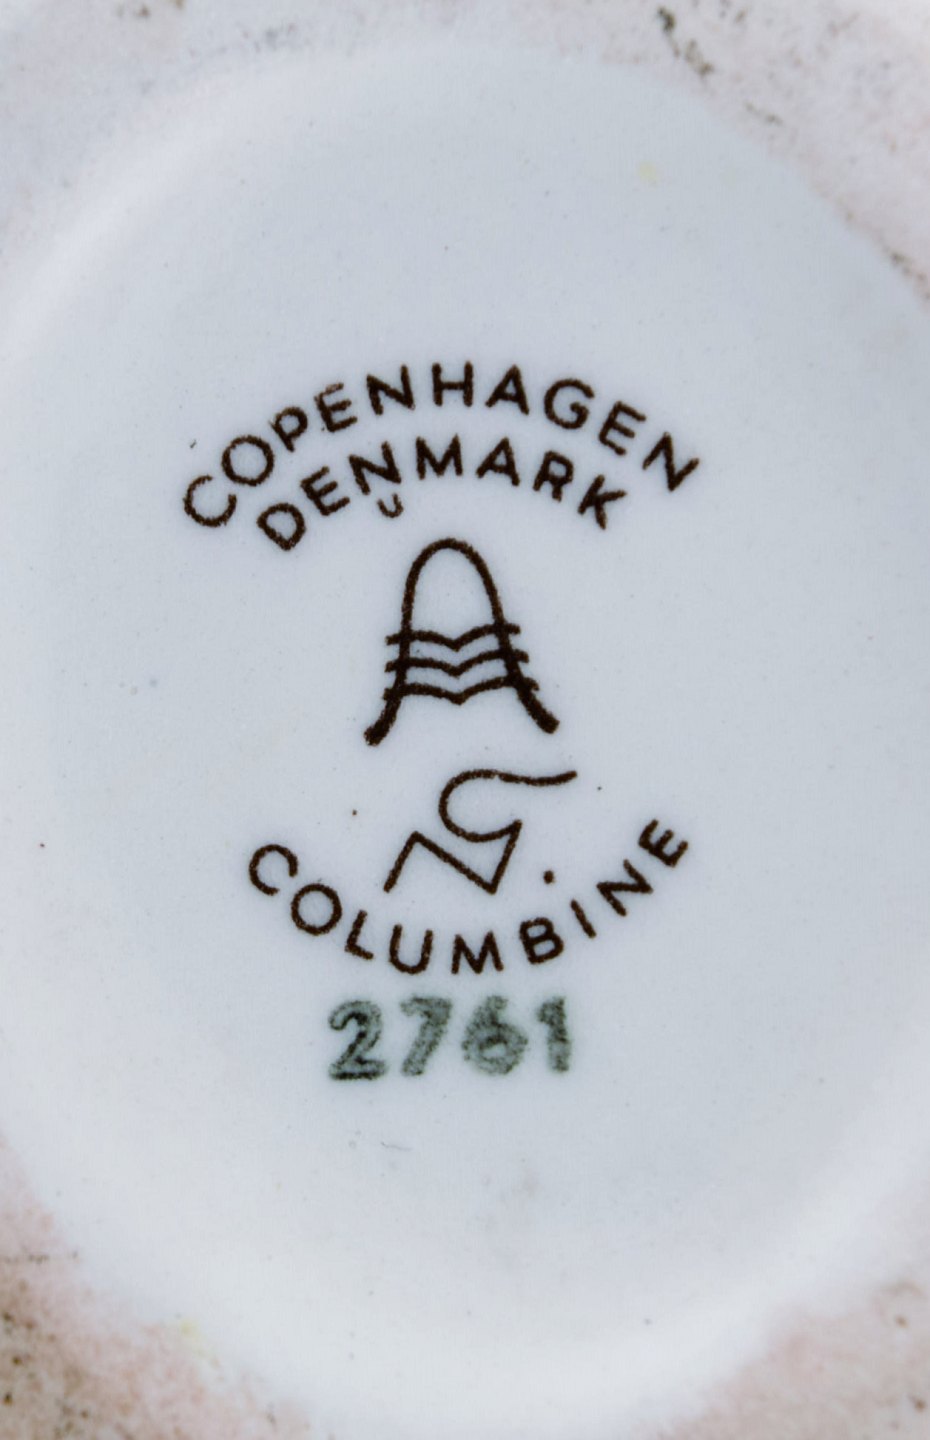 COPENHAGEN
DENMARK
COLUMBINE
2761